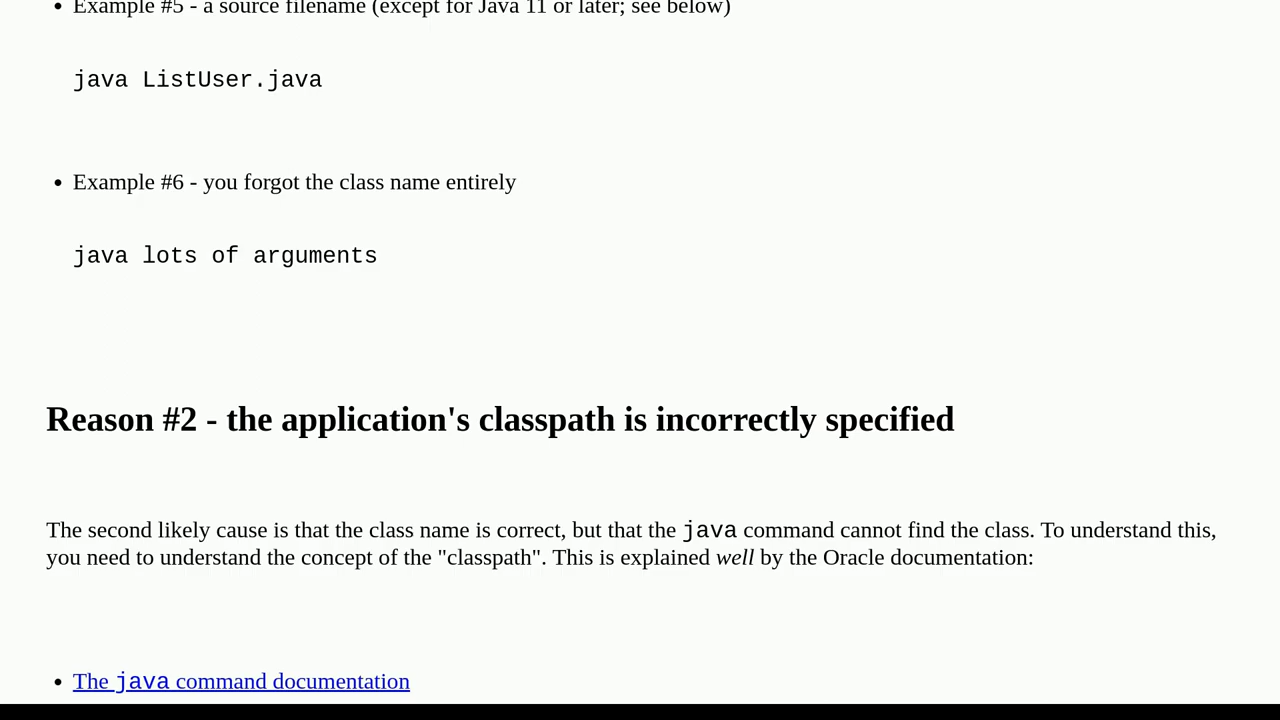 • Example #5 - a source filename (except for Java 11 or later; see below)
java ListUser.java
• Example #6 - you forgot the class name entirely
java lots of arguments
Reason #2 - the application's classpath is incorrectly specified
The second likely cause is that the class name is correct, but that the java command cannot find the class. To understand this,
you need to understand the concept of the "classpath". This is explained well by the Oracle documentation:
• The java command documentation